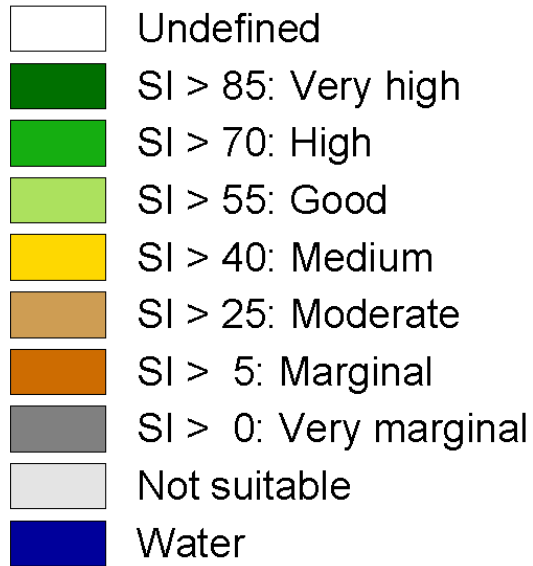 Undefined
SI > 85: Very high
SI > 70: High
SI > 55: Good
SI > 40: Medium
SI > 25: Moderate
SI >  5: Marginal
SI >  0: Very marginal
Not suitable
Water